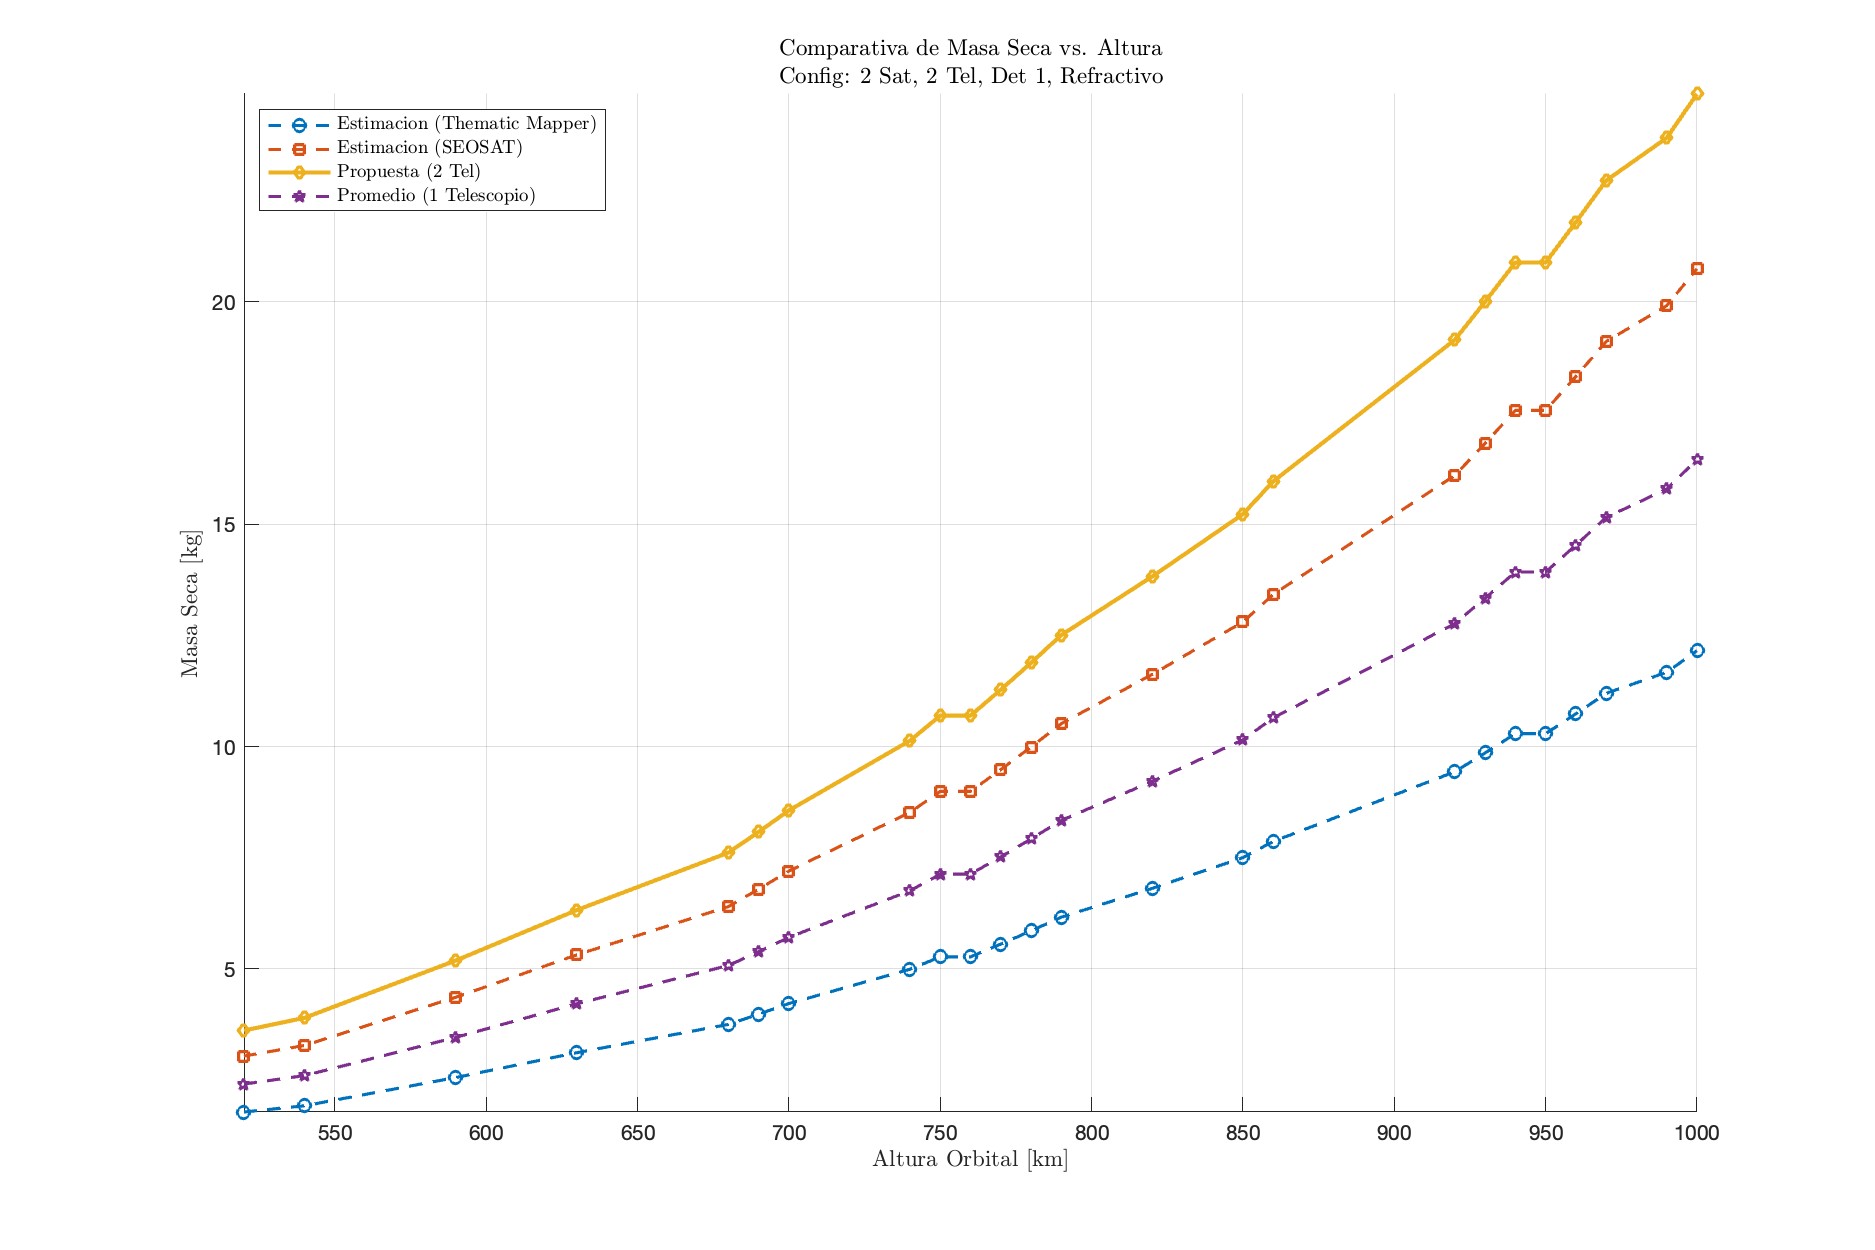 Comparativa de Masa Seca vs. Altura
Config: 2 Sat, 2 Tel, Det 1, Refractivo
Estimacion (Thematic Mapper)
Estimacion (SEOSAT)
Propuesta (2 Tel)
Promedio (1 Telescopio)
20
15
10
5
Masa Seca [kg]
550 600 650 700 750 800 850 900 950 1000
Altura Orbital [km]